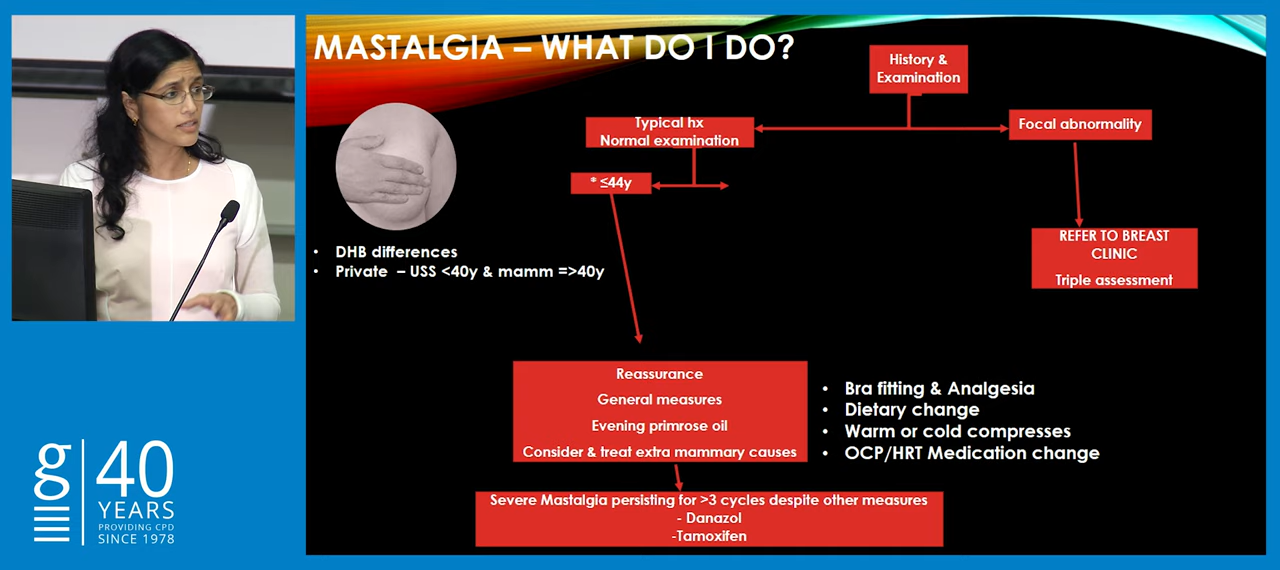 MASTALGIA – WHAT DO I DO?
History &
Examination
Typical hx
Normal examination
Focal abnormality
* ≤44y
• DHB differences
• Private – USS <40y & mamm =>40y
REFER TO BREAST
CLINIC
Triple assessment
Reassurance
General measures
Evening primrose oil
Consider & treat extra mammary causes
• Bra fitting & Analgesia
• Dietary change
• Warm or cold compresses
• OCP/HRT Medication change
Severe Mastalgia persisting for >3 cycles despite other measures
- Danazol
-Tamoxifen
g
40
YEARS
PROVIDING CPD
SINCE 1978